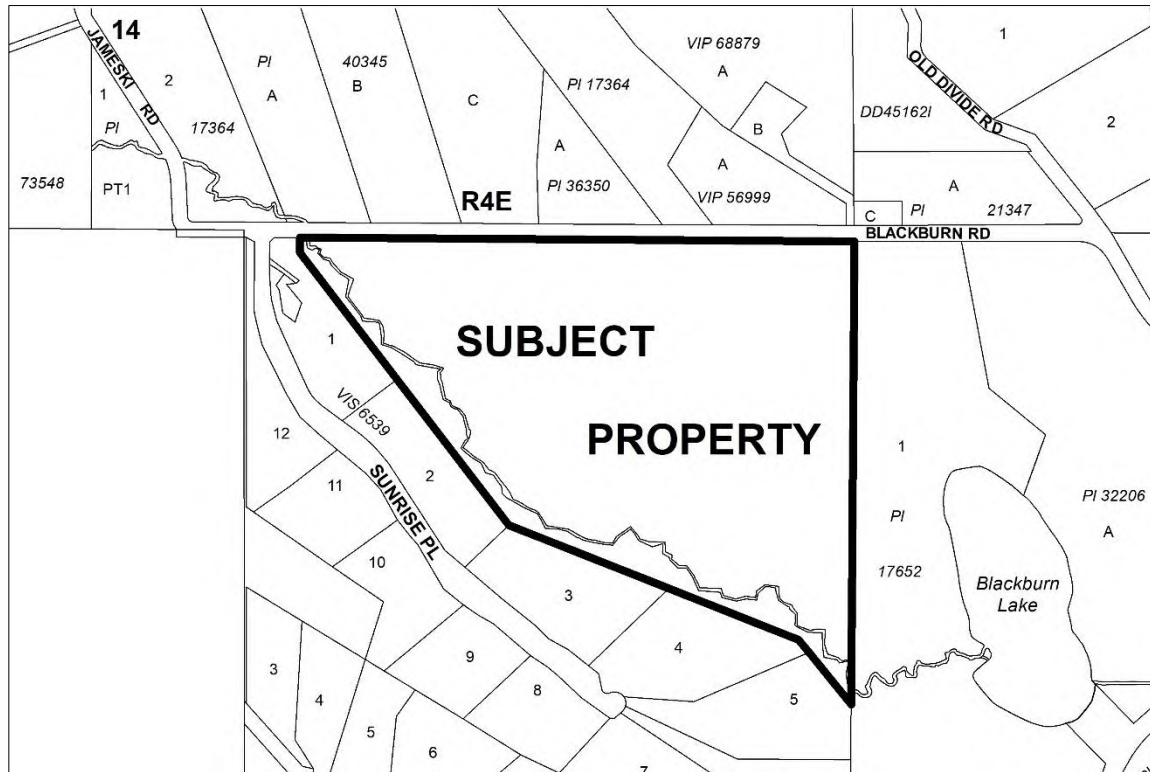 14
JAMESKI RD
2
1
PI
17364
PI
A
40345
B
C
PI 17364
A
PI 36350
VIP 68879
A
B
A
VIP 56999
1
OLD DIVIDE RD
DD45162I
2
A
C
PI
21347
73548
PT1
R4E
BLACKBURN RD
SUBJECT
PROPERTY
1
VIS 6539
2
12
11
SUNRISE PL
10
3
9
4
8
5
3
4
5
6
7
1
PI
17652
PI 32206
A
Blackburn
Lake